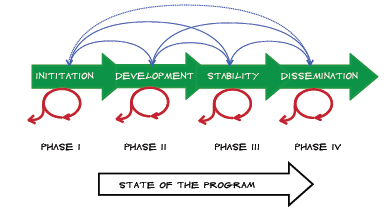 INITITATION DEVELOPMENT STABILITY DISSEMINATION
PHASE I PHASE II PHASE III PHASE IV
STATE OF THE PROGRAM